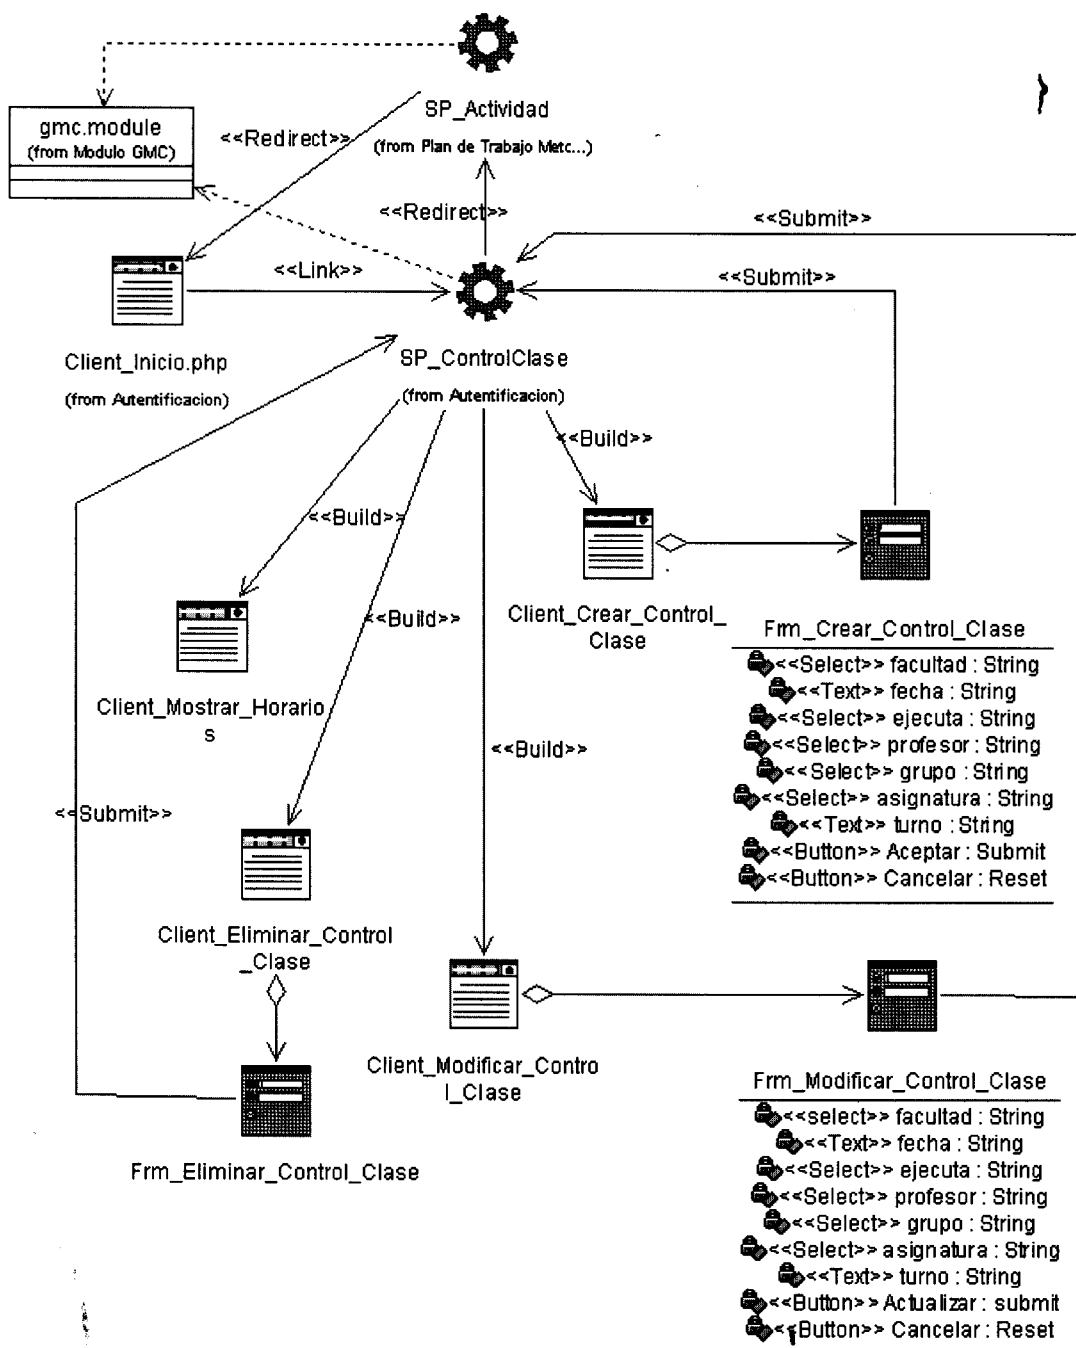 SP_Actividad
(from Plan de Trabajo Metc...)
gmc.module
(from Modulo GMC)
<<Redirect>>
<<Redirect>>
<<Submit>>
<<Link>>
<<Submit>>
Client_Inicio.php
(from Autentificacion)
SP_ControlClase
(from Autentificacion)
<<Build>>
<<Build>>
<<Build>>
<<Build>>
<<Submit>>
Client_Crear_Control_
Clase
Client_Mostrar_Horario
s
Client_Eliminar_Control
_Clase
Client_Modificar_Contro
l_Clase
Frm_Eliminar_Control_Clase
Frm_Crear_Control_Clase
<<Select>> facultad : String
<<Text>> fecha : String
<<Select>> ejecuta : String
<<Select>> profesor : String
<<Select>> grupo : String
<<Select>> asignatura : String
<<Text>> turno : String
<<Button>> Aceptar : Submit
<<Button>> Cancelar : Reset
Frm_Modificar_Control_Clase
<<select>> facultad : String
<<Text>> fecha : String
<<Select>> ejecuta : String
<<Select>> profesor : String
<<Select>> grupo : String
<<Select>> asignatura : String
<<Text>> turno : String
<<Button>> Actualizar : submit
<<Button>> Cancelar : Reset